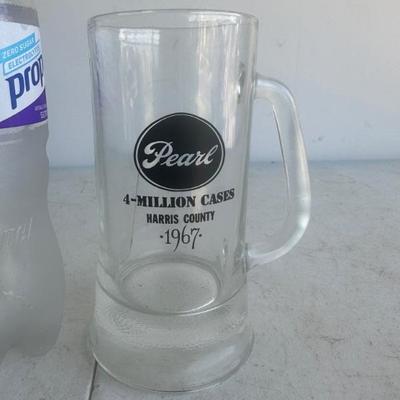 ZERO SUGAR
ELECTROLYTE
prop
Pearl
4-MILLION CASES
HARRIS COUNTY
·1967·